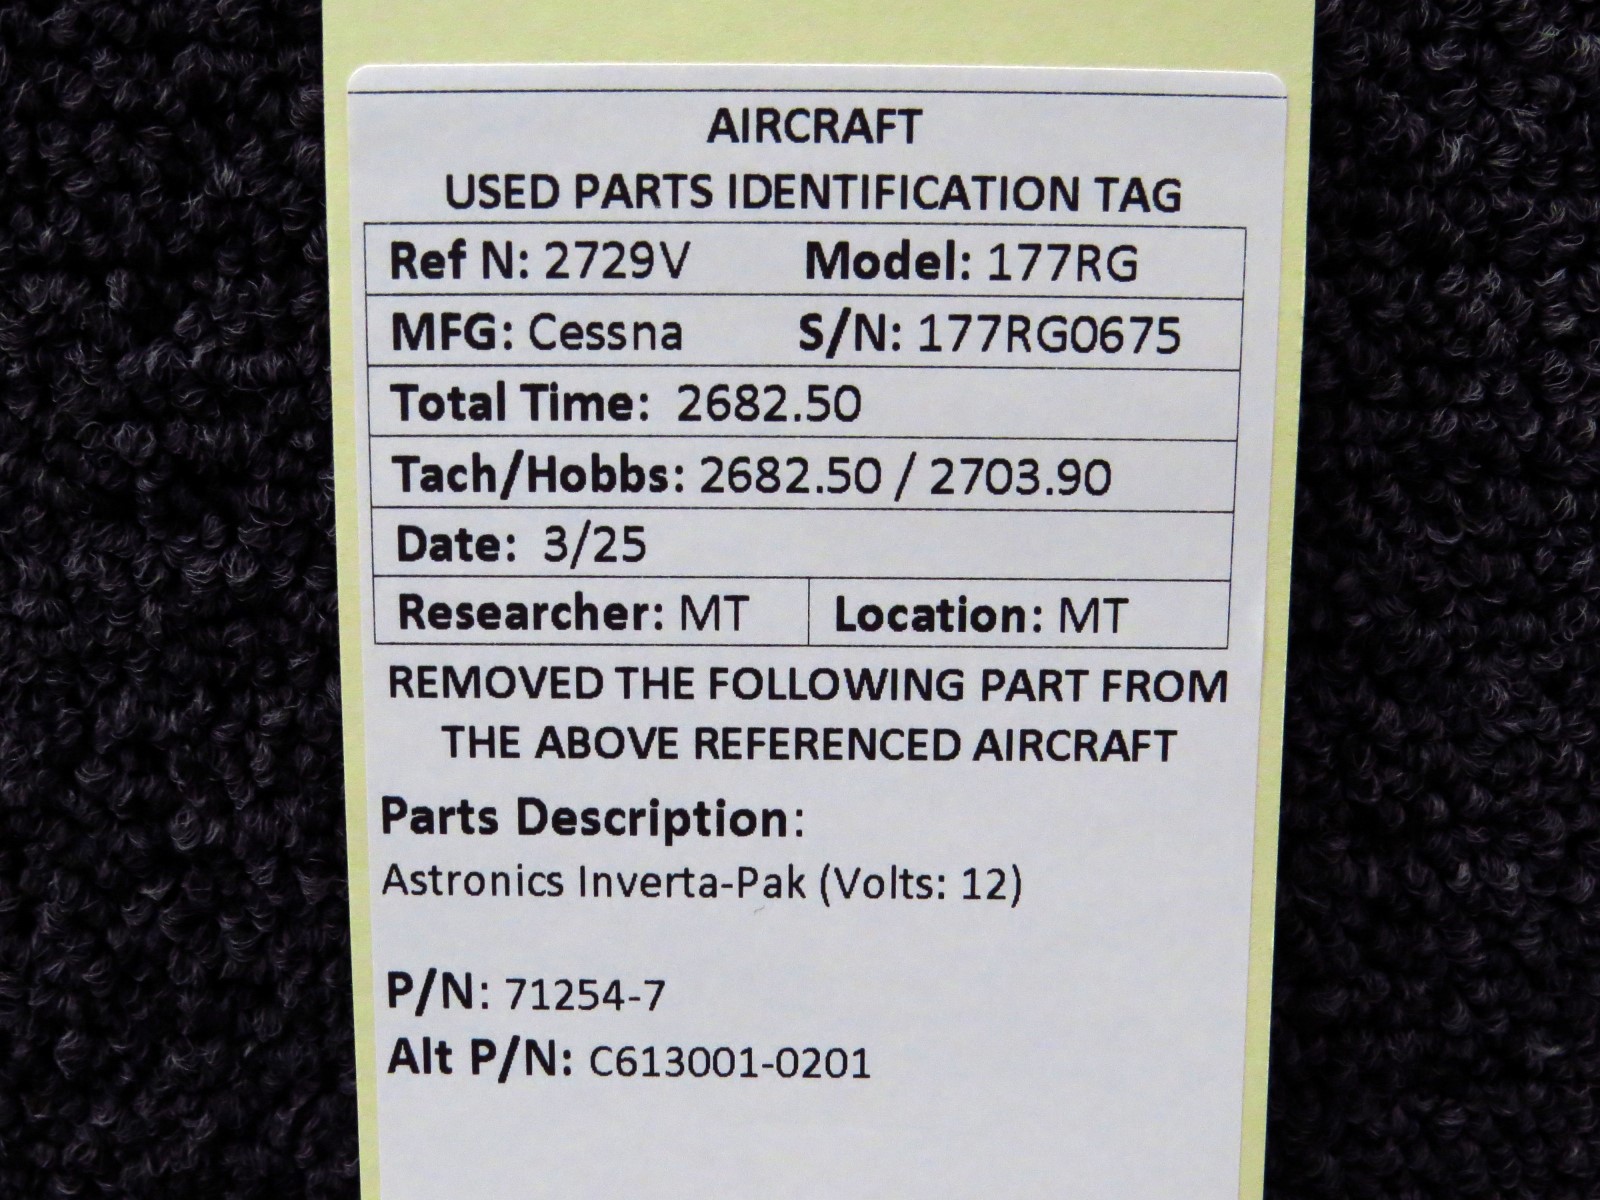 AIRCRAFT
USED PARTS IDENTIFICATION TAG
Ref N: 2729V Model: 177RG
MFG: Cessna S/N: 177RG0675
Total Time: 2682.50
Tach/Hobbs: 2682.50 / 2703.90
Date: 3/25
Researcher: MT Location: MT
REMOVED THE FOLLOWING PART FROM
THE ABOVE REFERENCED AIRCRAFT
Parts Description:
Astronics Inverta-Pak (Volts: 12)
P/N: 71254-7
Alt P/N: C613001-0201